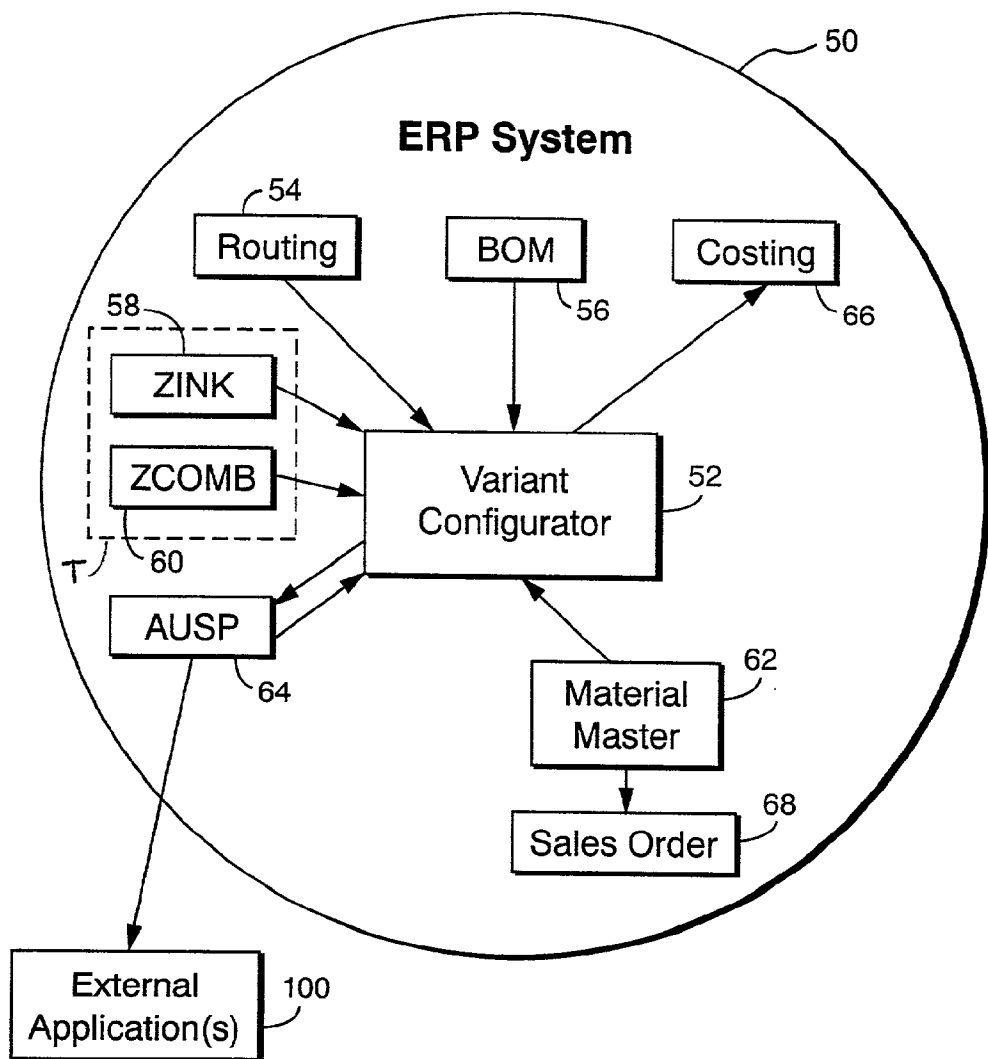 50
ERP System
54
Routing
BOM
56
Costing
66
58
ZINK
ZCOMB
60
T
Variant
Configurator
52
AUSP
64
62
Material
Master
68
Sales Order
External
Application(s)
100